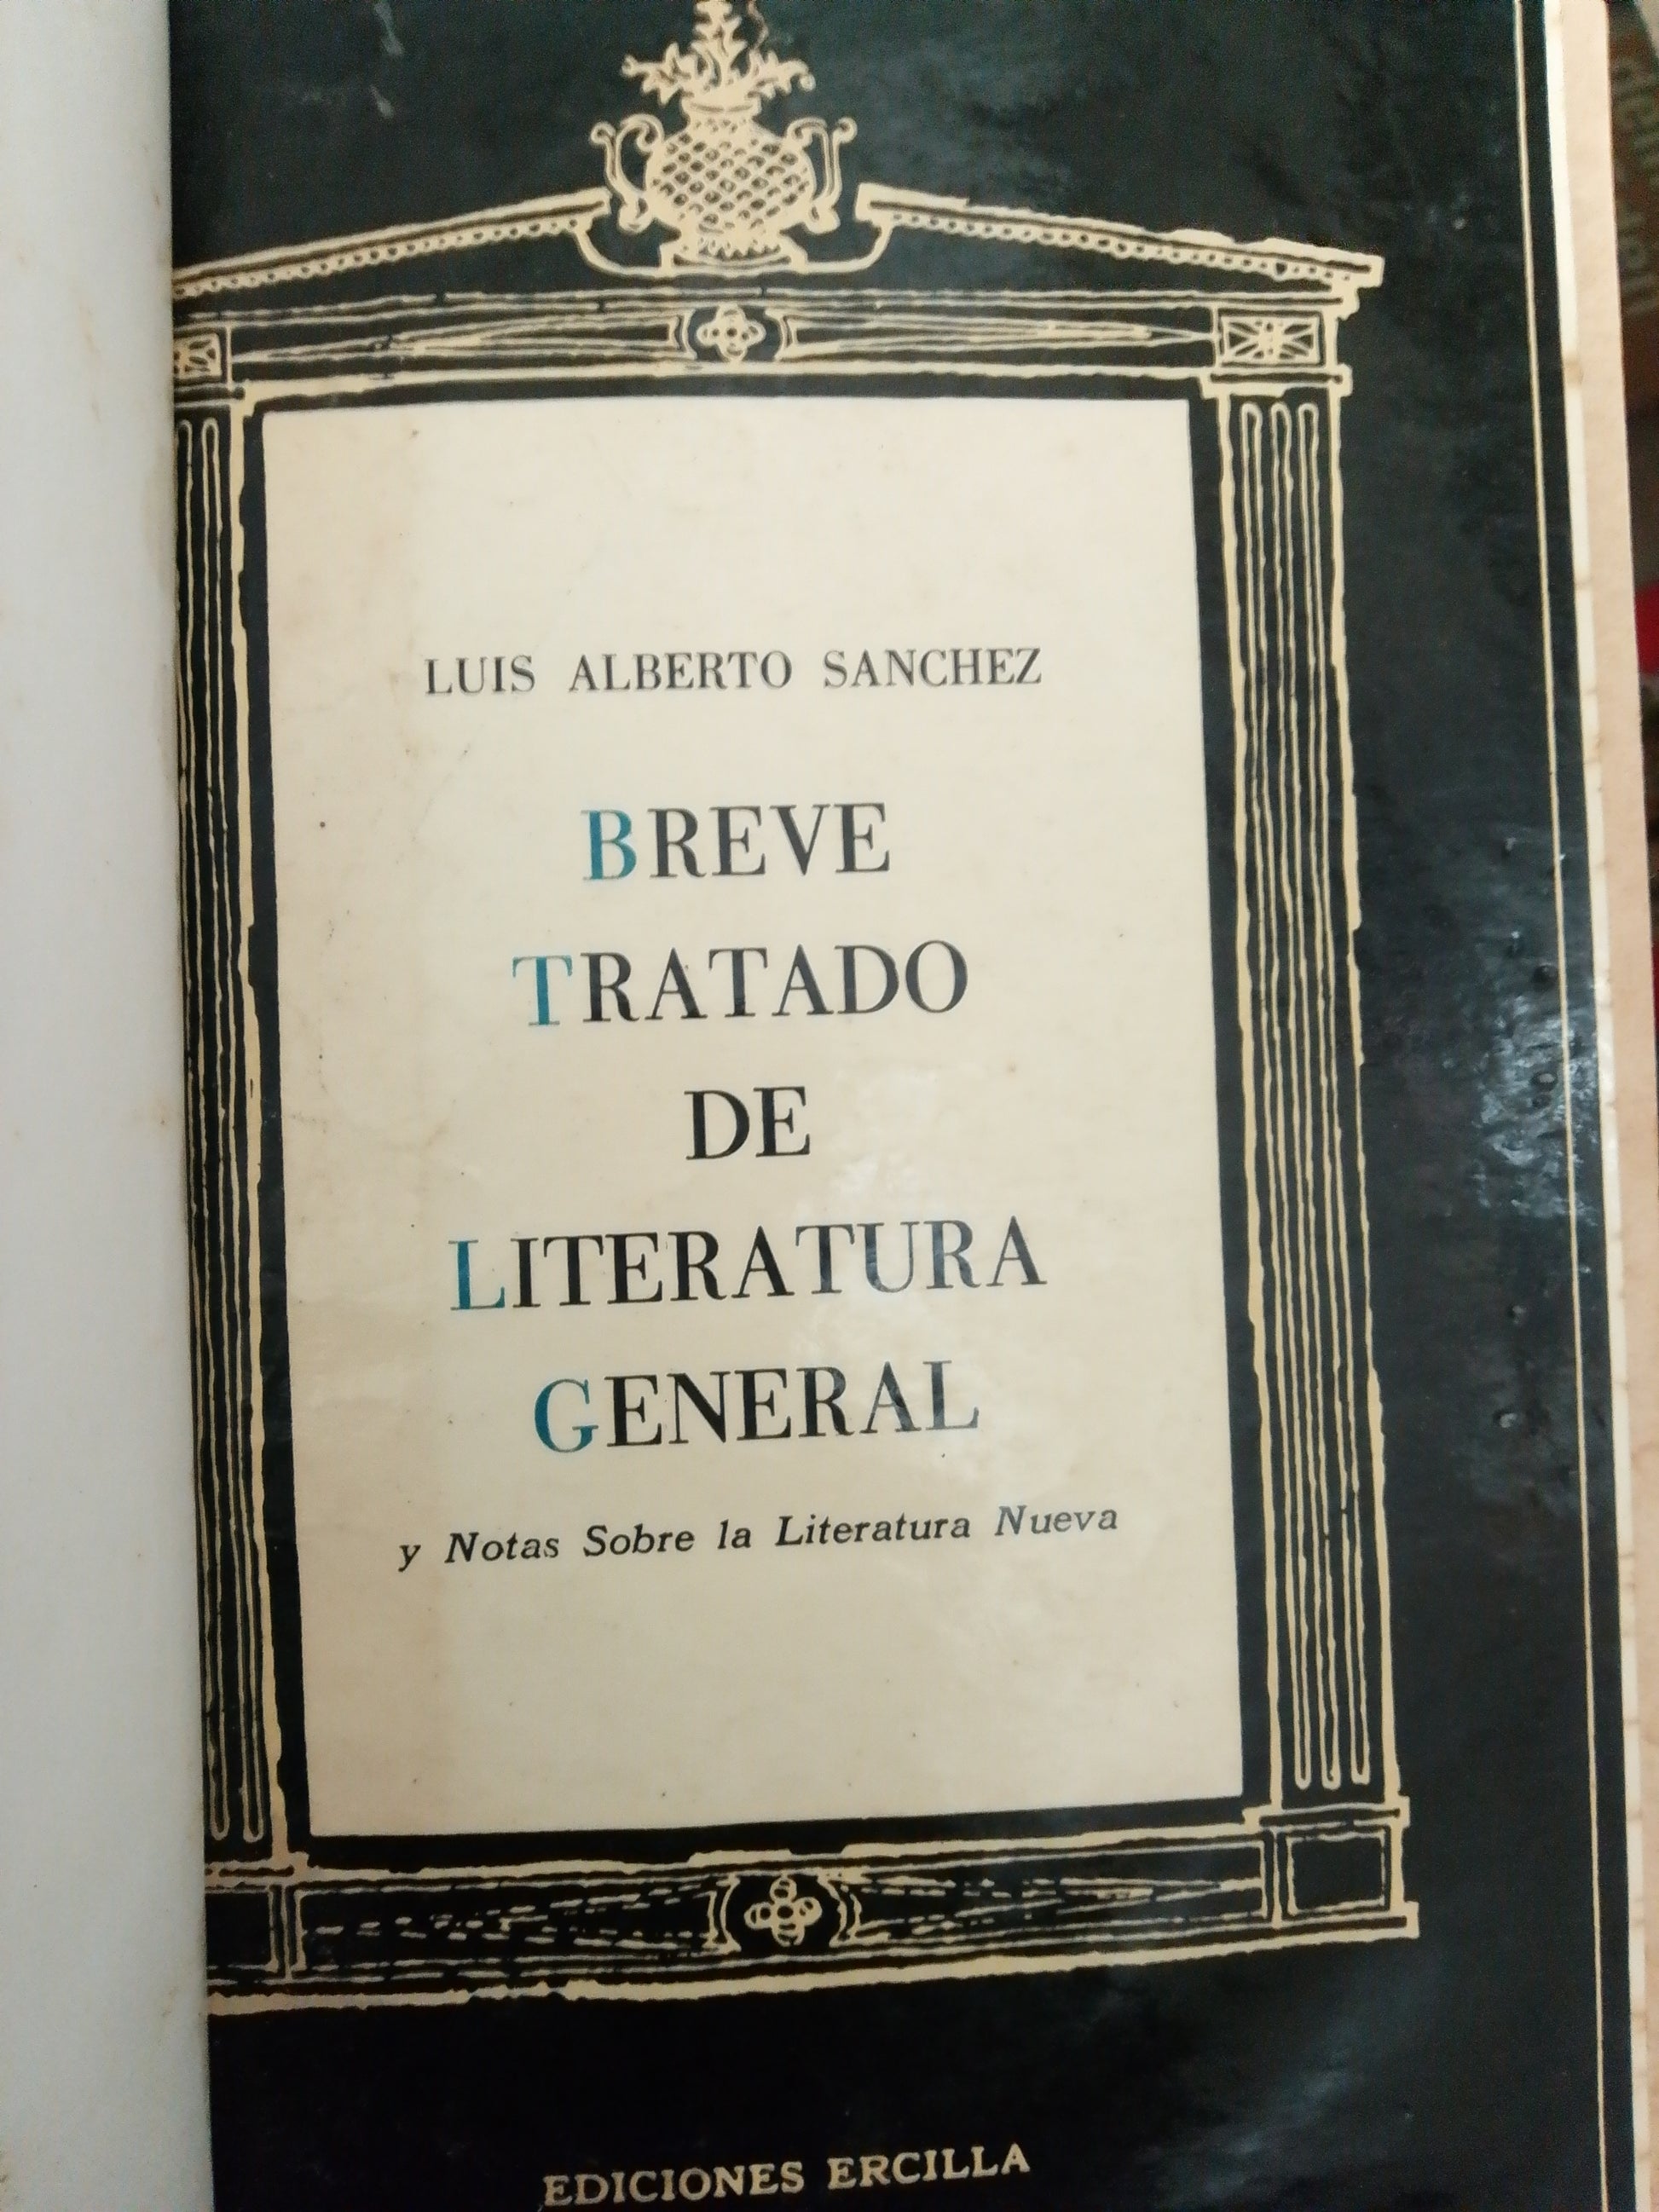 LUIS ALBERTO SANCHEZ
BREVE
TRATADO
DE
LITERATURA
GENERAL
y Notas Sobre la Literatura Nueva
EDICIONES ERCILLA